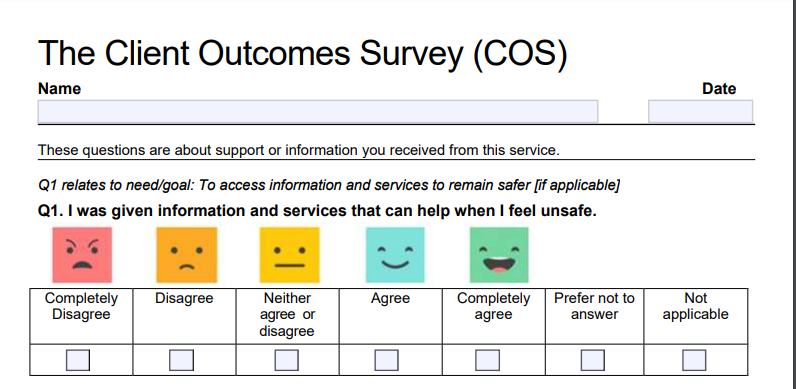 The Client Outcomes Survey (COS)
Name Date
These questions are about support or information you received from this service.
Q1 relates to need/goal: To access information and services to remain safer [if applicable]
Q1. I was given information and services that can help when I feel unsafe.
Completely Disagree
Disagree
Neither agree or disagree
Agree
Completely agree
Prefer not to answer
Not applicable